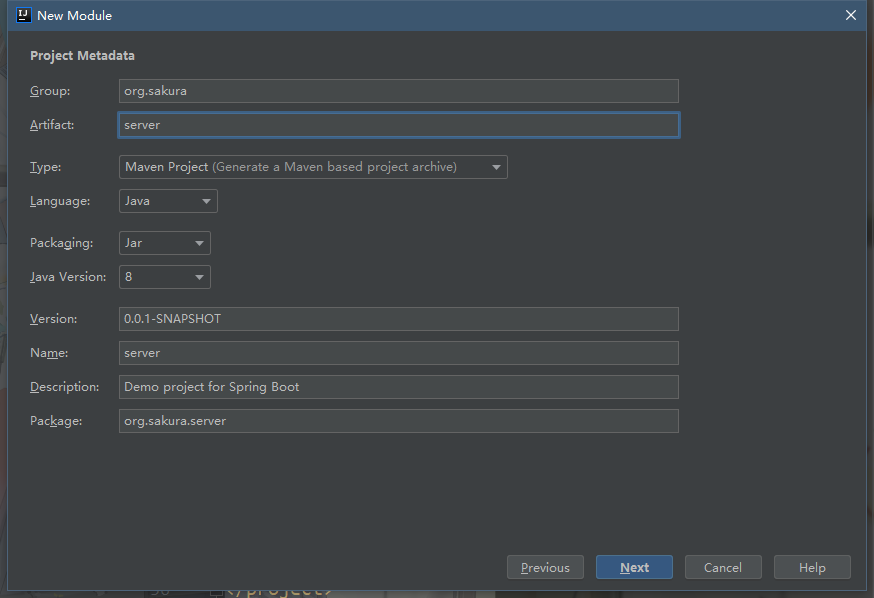 New Module
Project Metadata
Group: org.sakura
Artifact: server
Type: Maven Project (Generate a Maven based project archive)
Language: Java
Packaging: Jar
Java Version: 8
Version: 0.0.1-SNAPSHOT
Name: server
Description: Demo project for Spring Boot
Package: org.sakura.server
Previous Next Cancel Help
</project>